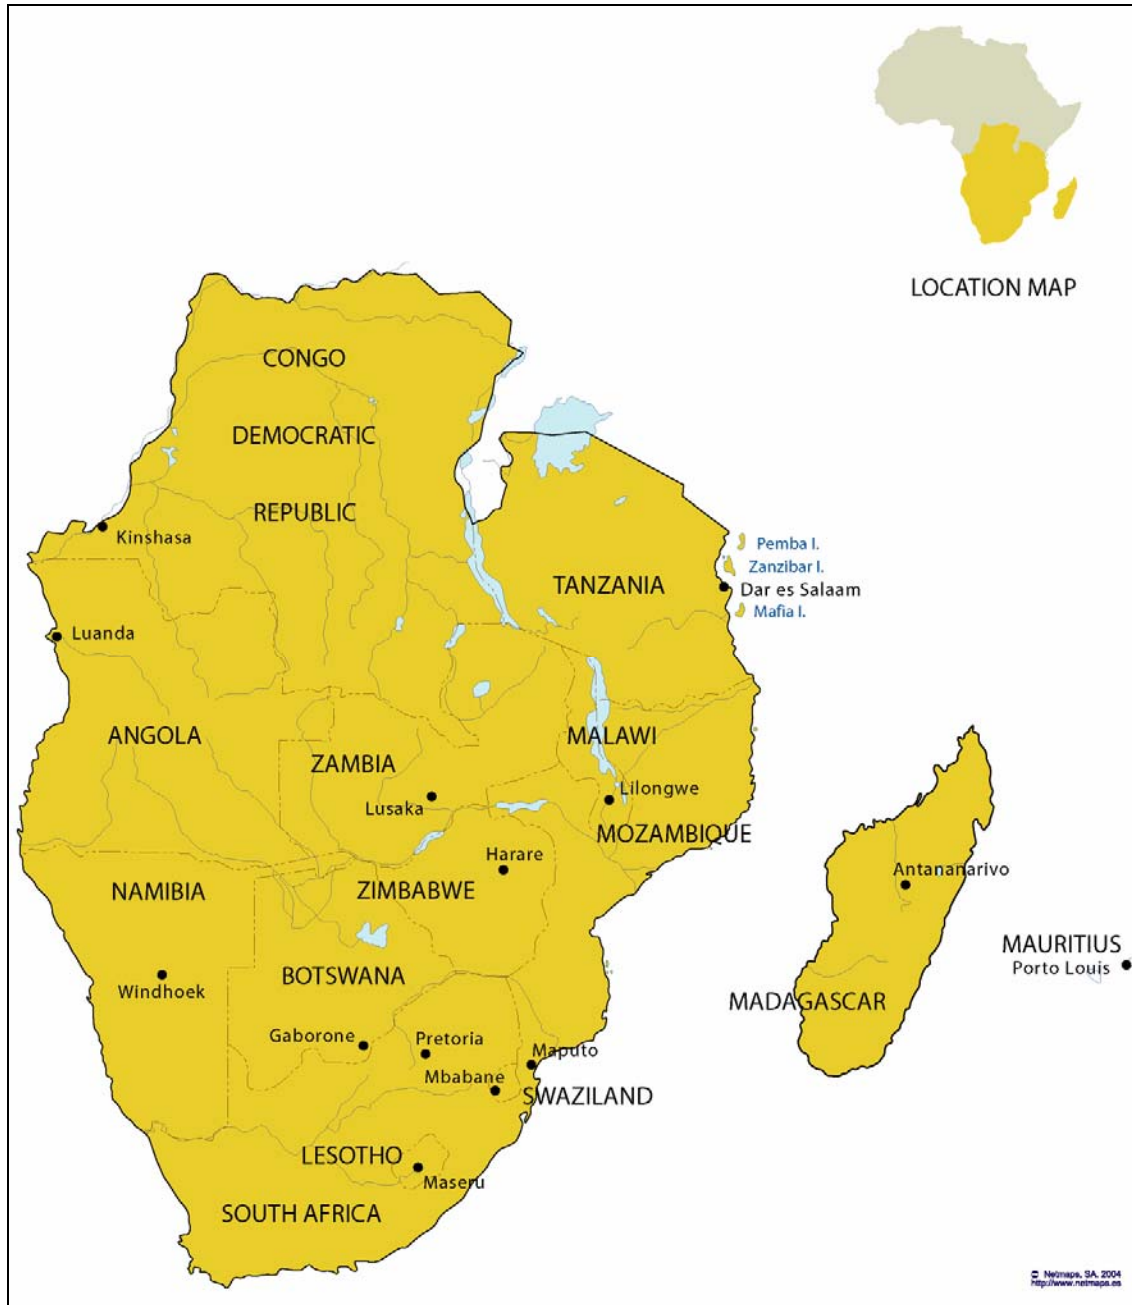 LOCATION MAP
CONGO
DEMOCRATIC
REPUBLIC
Kinshasa
Pemba I.
Zanzibar I.
TANZANIA
Dar es Salaam
Mafia I.
Luanda
ANGOLA
MALAWI
ZAMBIA
Lilongwe
Lusaka
MOZAMBIQUE
Harare
Antananarivo
NAMIBIA
ZIMBABWE
MAURITIUS
Porto Louis
BOTSWANA
Windhoek
MADAGASCAR
Gaborone
Pretoria
Maputo
Mbabane
SWAZILAND
LESOTHO
Maseru
SOUTH AFRICA
© Netmaps, SA. 2004
http://www.netmaps.es